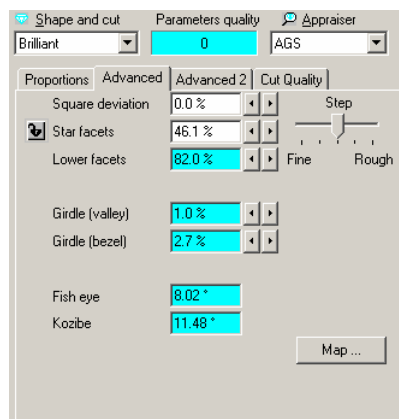 Shape and cut Parameters quality Appraiser
Brilliant 0 AGS
Proportions Advanced Advanced 2 Cut Quality
Square deviation 0.0 % Step
Star facets 46.1 %
Lower facets 82.0 % Fine Rough
Girdle (valley) 1.0 %
Girdle (bezel) 2.7 %
Fish eye 8.02 °
Kozibe 11.48 °
Map ...